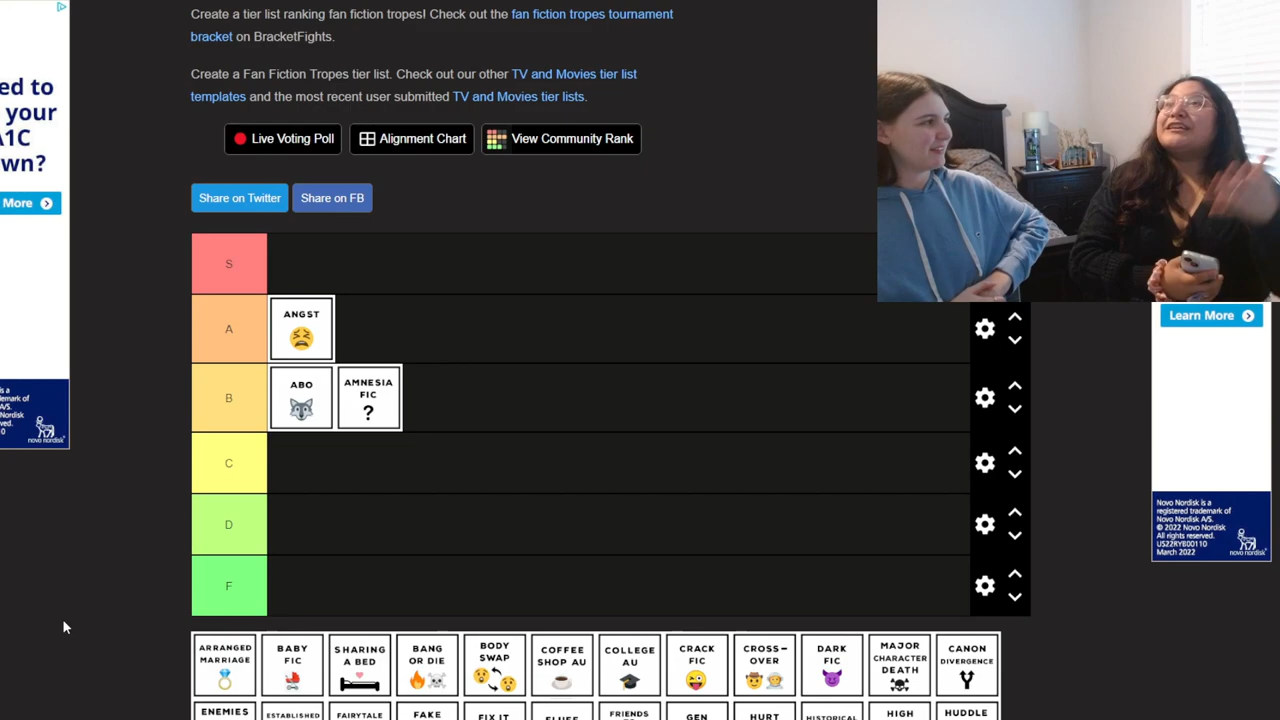 Create a tier list ranking fan fiction tropes! Check out the fan fiction tropes tournament
bracket on BracketFights.
Create a Fan Fiction Tropes tier list. Check out our other TV and Movies tier list
templates and the most recent user submitted TV and Movies tier lists.
Live Voting Poll
Alignment Chart
View Community Rank
Share on Twitter
Share on FB
ed to
your
1C
wn?
More
novo nordisk
S
A
ANGST
B
ABO
AMNESIA
FIC
?
C
D
F
Learn More
Novo Nordisk is a
registered trademark of
Novo Nordisk A/S.
© 2022 Novo Nordisk
All rights reserved.
US22RYB00110
March 2022
novo nordisk
ARRANGED
MARRIAGE
BABY
FIC
SHARING
A BED
BANG
OR DIE
BODY
SWAP
COFFEE
SHOP AU
COLLEGE
AU
CRACK
FIC
CROSS-
OVER
DARK
FIC
MAJOR
CHARACTER
DEATH
CANON
DIVERGENCE
ENEMIES
ESTABLISHED
FAIRYTALE
FAKE
FIX IT
FLUFF
FRIENDS
GEN
HURT
HISTORICAL
HIGH
HUDDLE